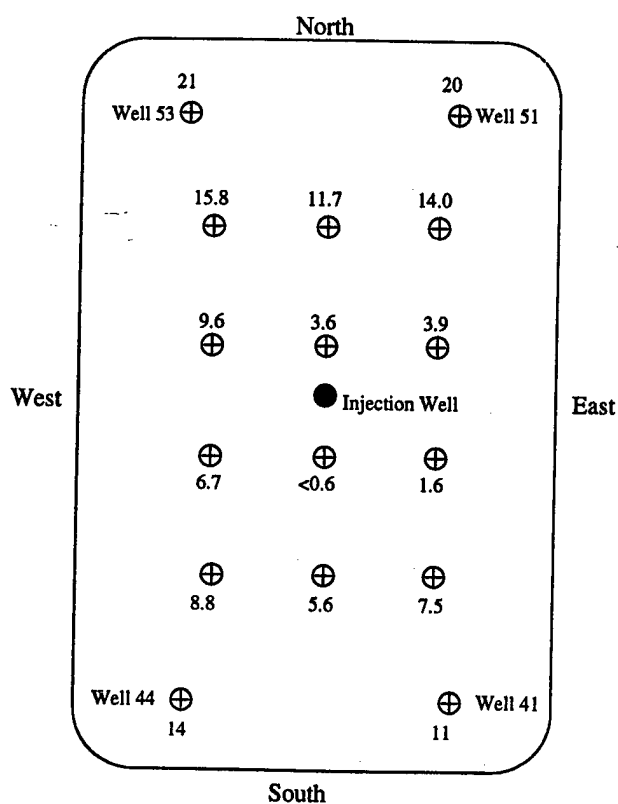 North
21 20
Well 53 Well 51
15.8 11.7 14.0
9.6 3.6 3.9
West Injection Well East
6.7 <0.6 1.6
8.8 5.6 7.5
Well 44 Well 41
14 11
South